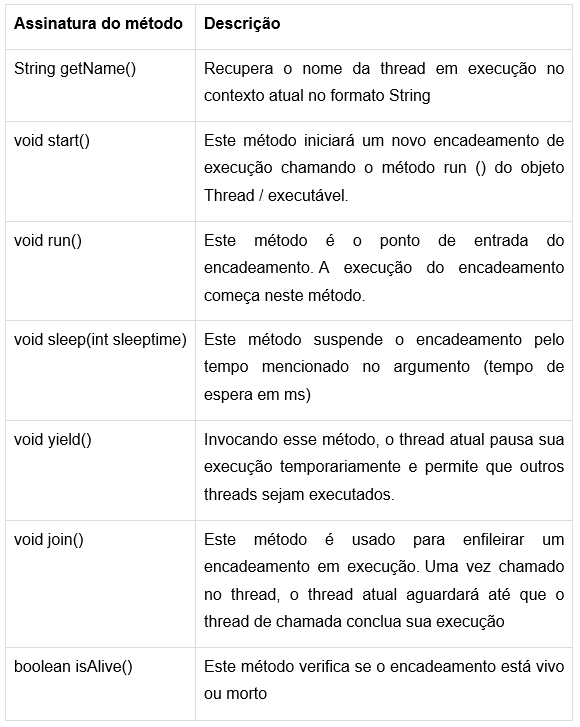 Assinatura do método Descrição
String getName() Recupera o nome da thread em execução no
contexto atual no formato String
void start() Este método iniciará um novo encadeamento de
execução chamando o método run () do objeto
Thread / executável.
void run() Este método é o ponto de entrada do
encadeamento. A execução do encadeamento
começa neste método.
void sleep(int sleeptime) Este método suspende o encadeamento pelo
tempo mencionado no argumento (tempo de
espera em ms)
void yield() Invocando esse método, o thread atual pausa sua
execução temporariamente e permite que outros
threads sejam executados.
void join() Este método é usado para enfileirar um
encadeamento em execução. Uma vez chamado
no thread, o thread atual aguardará até que o
thread de chamada conclua sua execução
boolean isAlive() Este método verifica se o encadeamento está vivo
ou morto